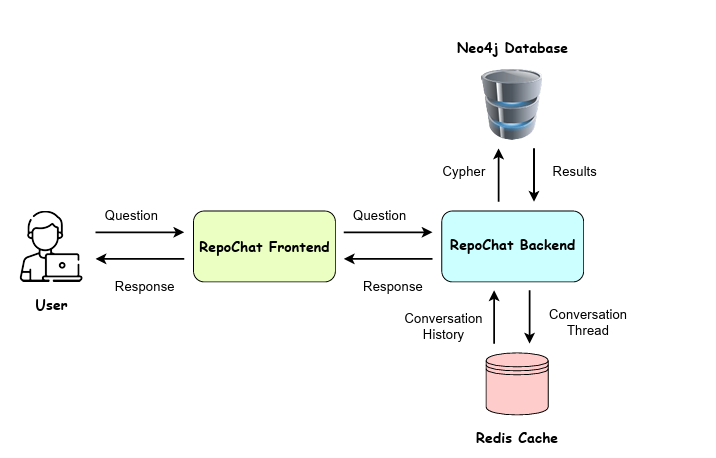 Neo4j Database
Cypher
Results
Question
Question
RepoChat Frontend
RepoChat Backend
Response
Response
User
Conversation
History
Conversation
Thread
Redis Cache